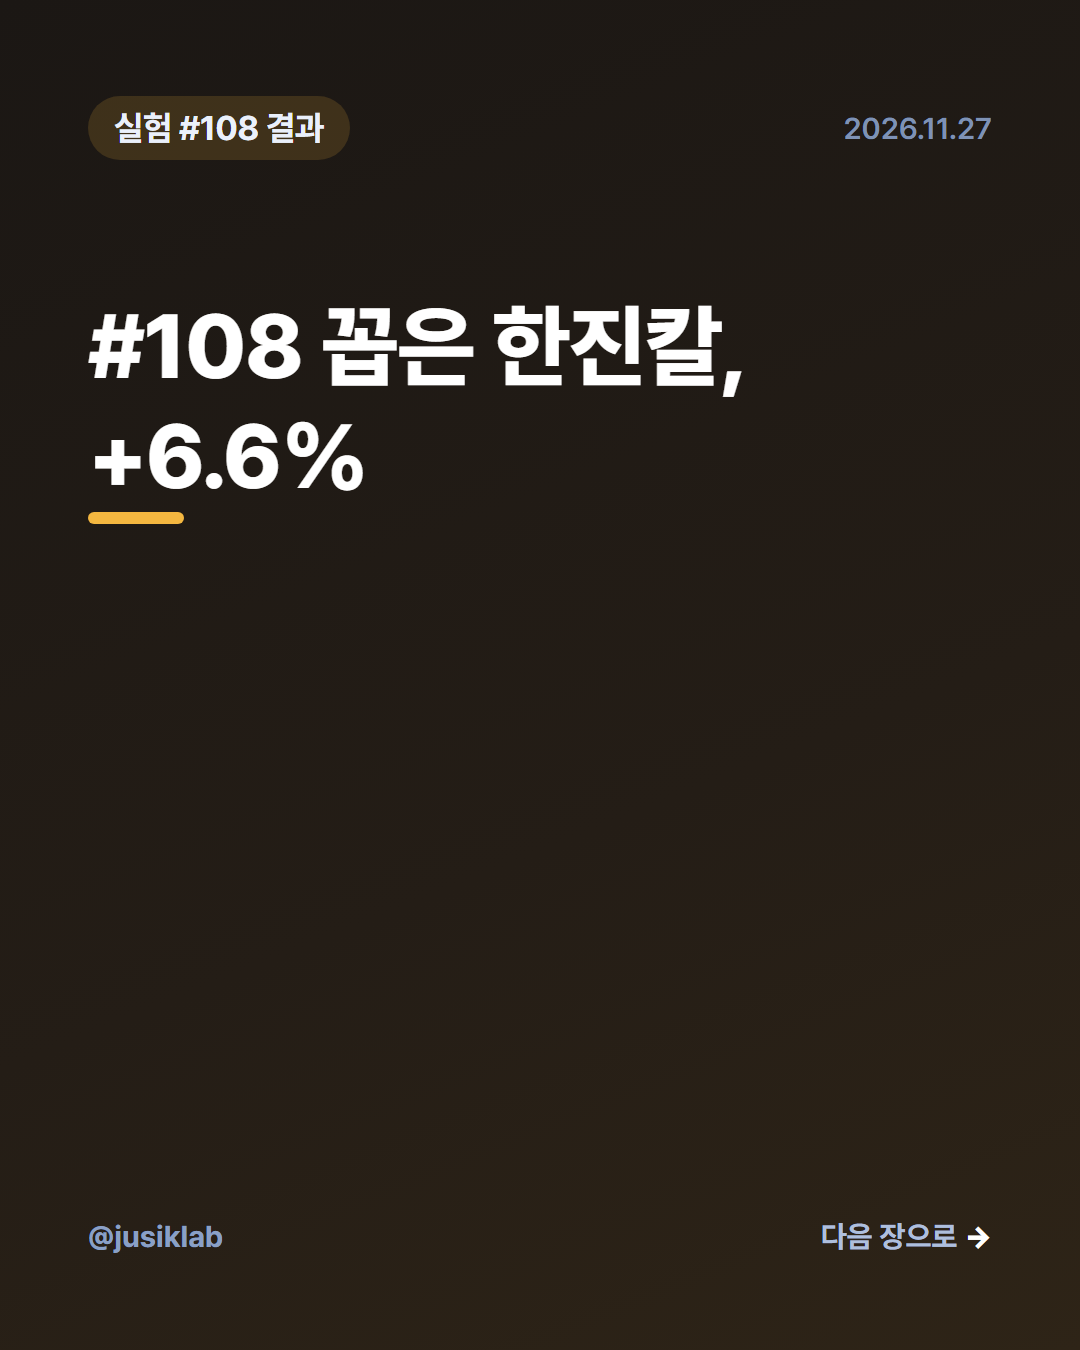 실험 #108 결과
2026.11.27
#108 꼽은 한진칼,
+6.6%
@jusiklab
다음 장으로 →